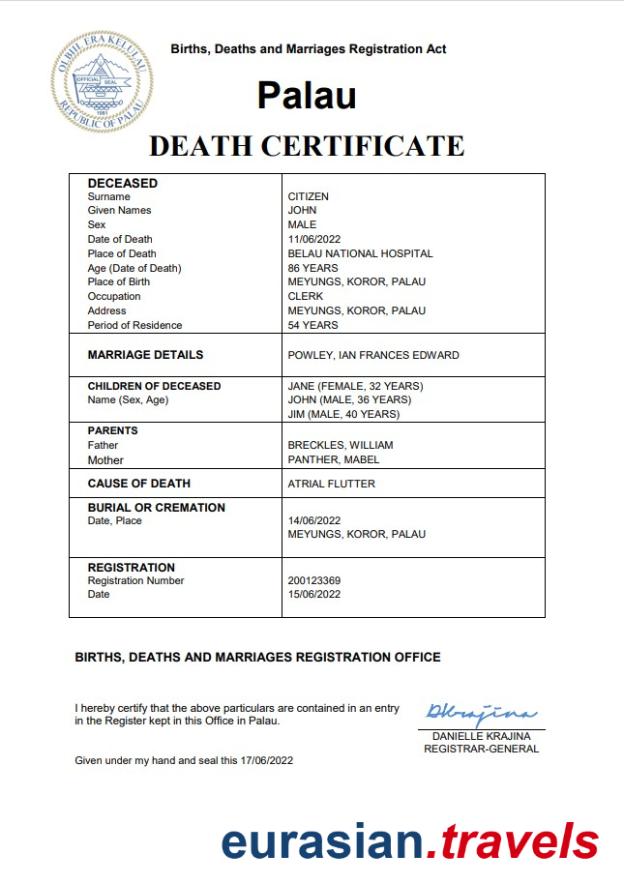 OLBIIL ERA KELULAU
OFFICIAL SEAL
1981
REPUBLIC OF PALAU
Births, Deaths and Marriages Registration Act
Palau
DEATH CERTIFICATE
DECEASED
Surname CITIZEN
Given Names JOHN
Sex MALE
Date of Death 11/06/2022
Place of Death BELAU NATIONAL HOSPITAL
Age (Date of Death) 86 YEARS
Place of Birth MEYUNGS, KOROR, PALAU
Occupation CLERK
Address MEYUNGS, KOROR, PALAU
Period of Residence 54 YEARS
MARRIAGE DETAILS POWLEY, IAN FRANCES EDWARD
CHILDREN OF DECEASED JANE (FEMALE, 32 YEARS)
Name (Sex, Age) JOHN (MALE, 36 YEARS)
JIM (MALE, 40 YEARS)
PARENTS
Father BRECKLES, WILLIAM
Mother PANTHER, MABEL
CAUSE OF DEATH ATRIAL FLUTTER
BURIAL OR CREMATION
Date, Place 14/06/2022
MEYUNGS, KOROR, PALAU
REGISTRATION
Registration Number 200123369
Date 15/06/2022
BIRTHS, DEATHS AND MARRIAGES REGISTRATION OFFICE
I hereby certify that the above particulars are contained in an entry
in the Register kept in this Office in Palau.
DKrajina
DANIELLE KRAJINA
REGISTRAR-GENERAL
Given under my hand and seal this 17/06/2022
eurasian.travels